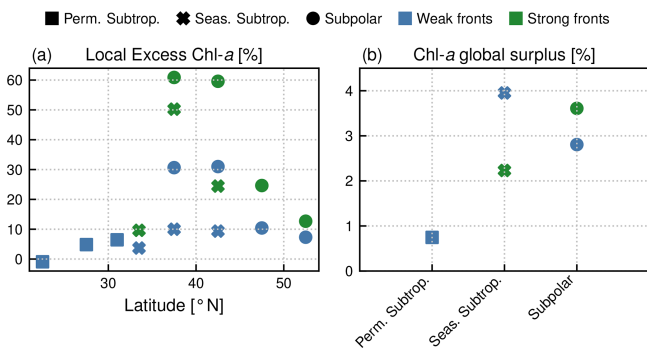 Perm. Subtrop. Seas. Subtrop. Subpolar Weak fronts Strong fronts
(a) Local Excess Chl-a [%]
60
50
40
30
20
10
0
30 40 50
Latitude [°N]
(b) Chl-a global surplus [%]
4
3
2
1
0
Perm. Subtrop.
Seas. Subtrop.
Subpolar